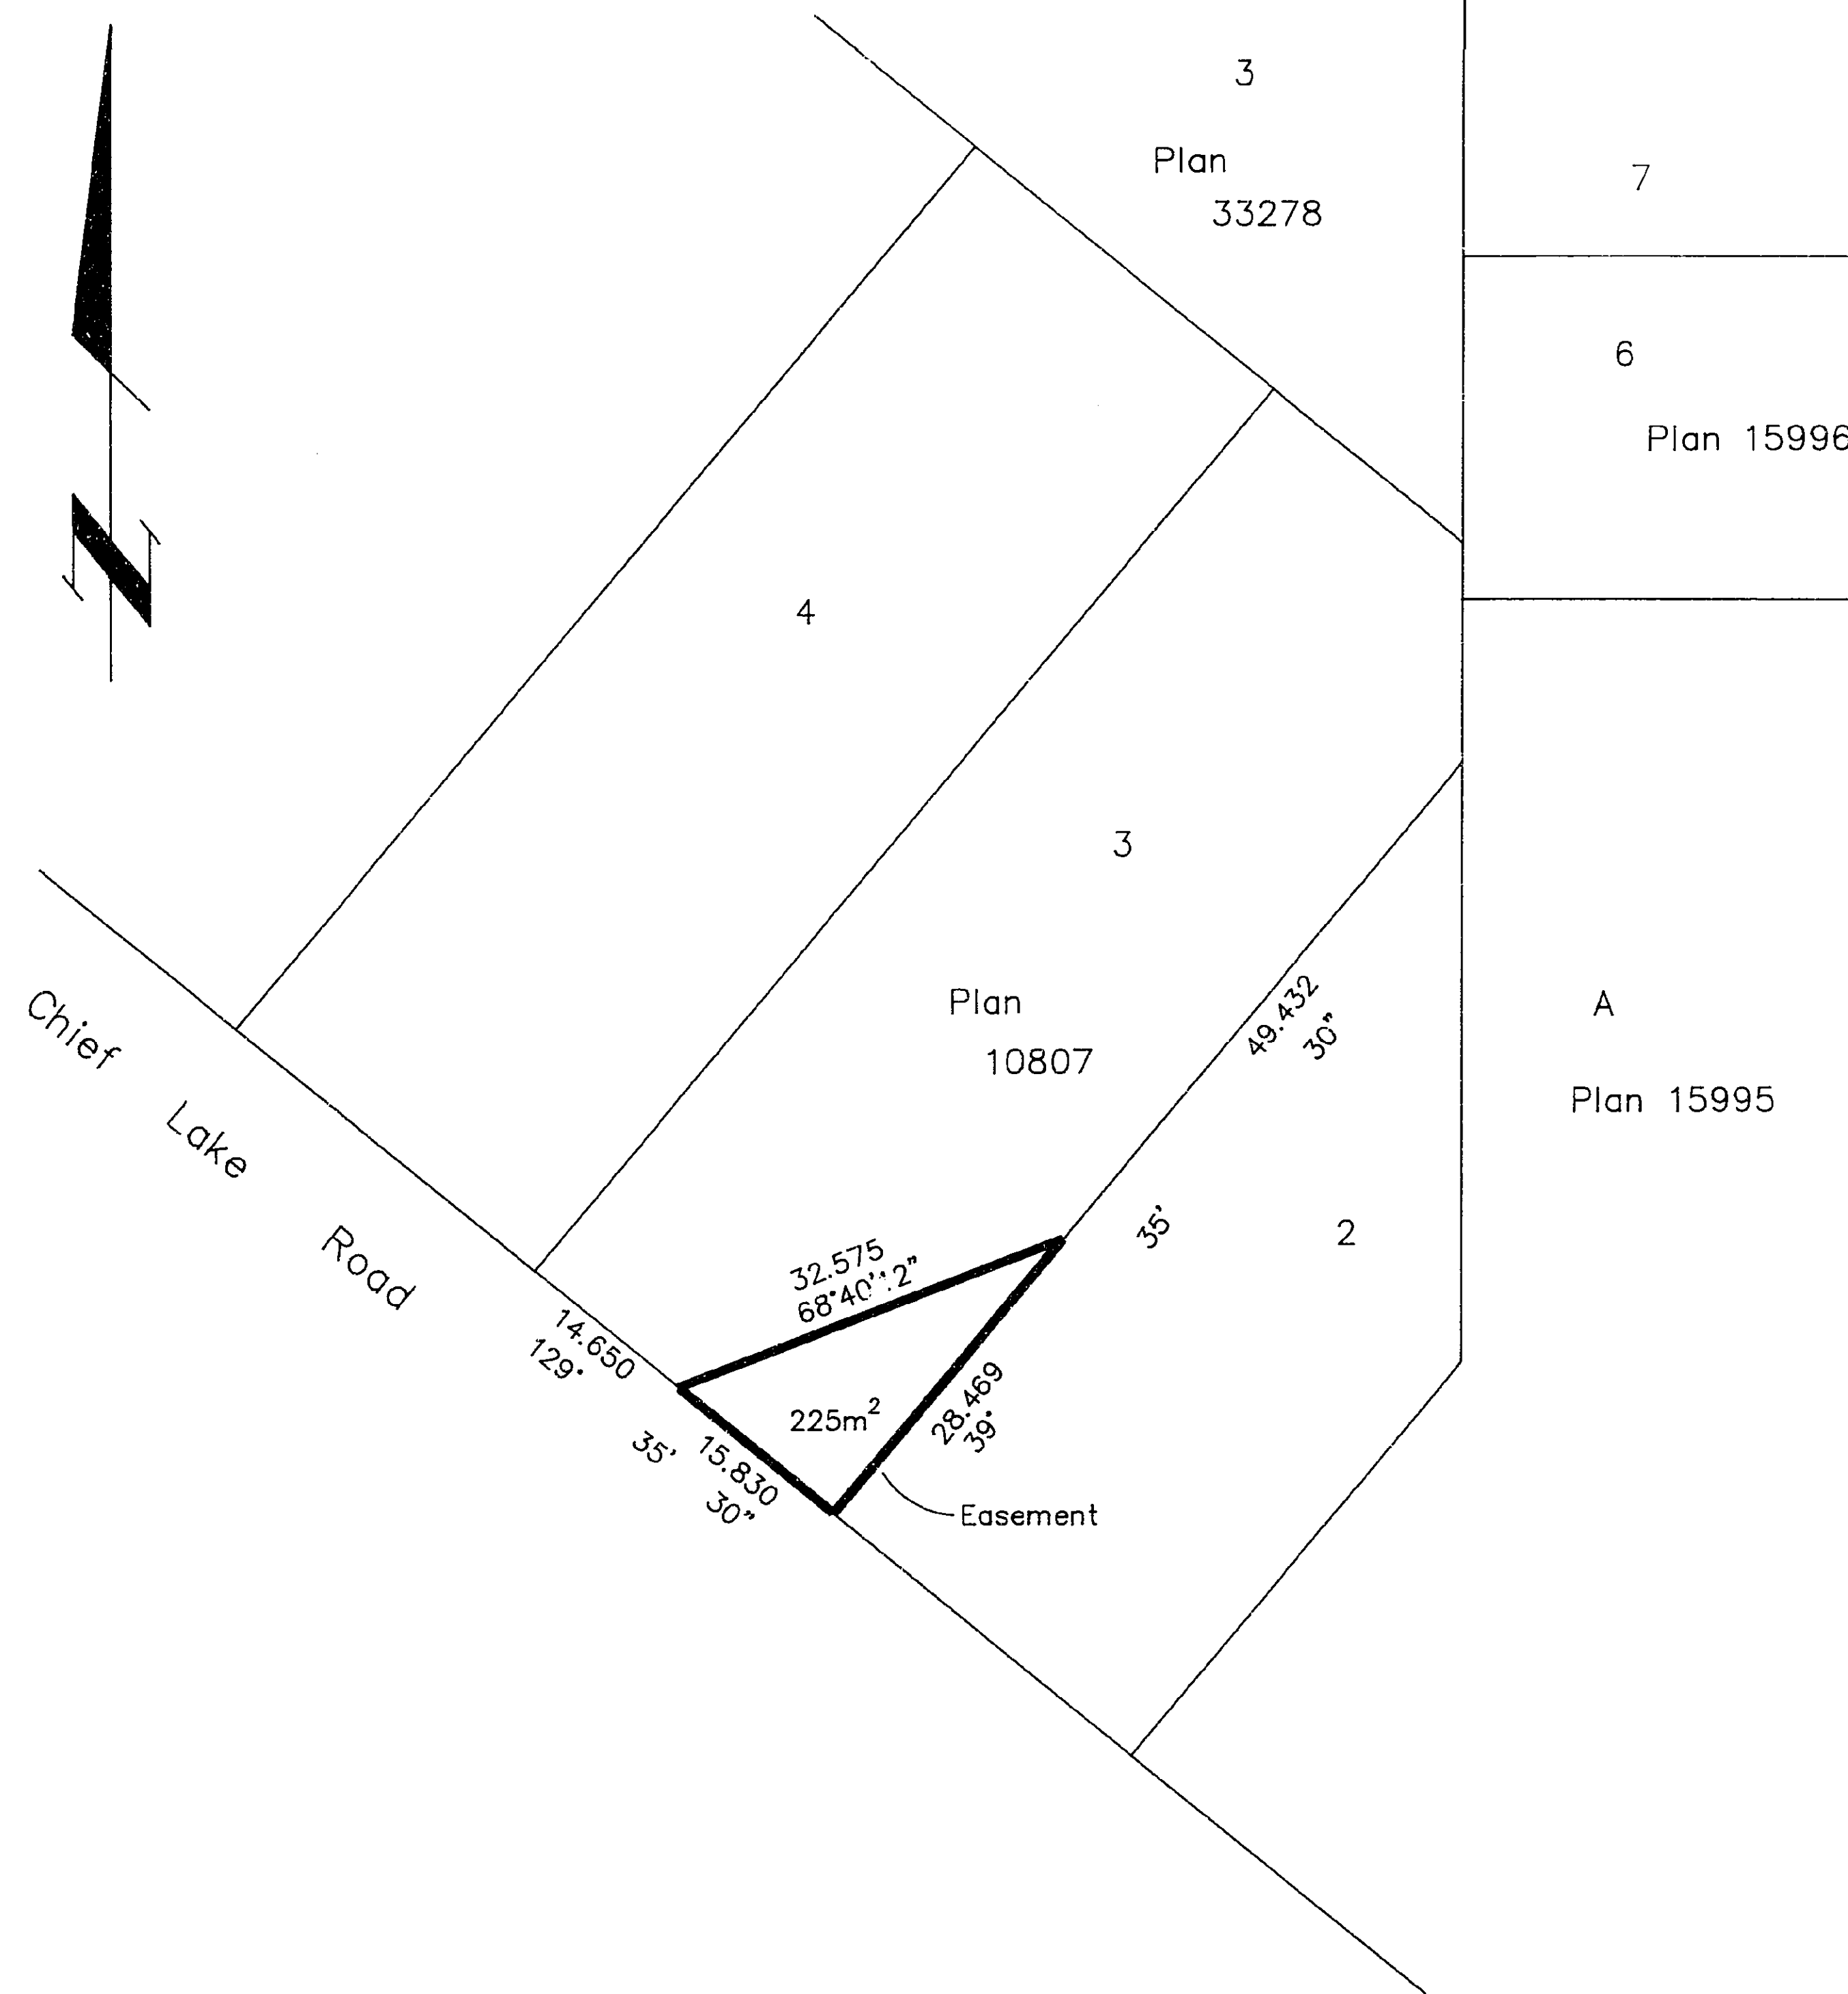 3
Plan
33278
7
6
Plan 15996
4
3
Plan
10807
49.432
30"
A
Plan 15995
Chief Lake Road
35'
2
32.575
14.650
129°
225m²
28.469
39°
35'
15.830
30"
Easement
N